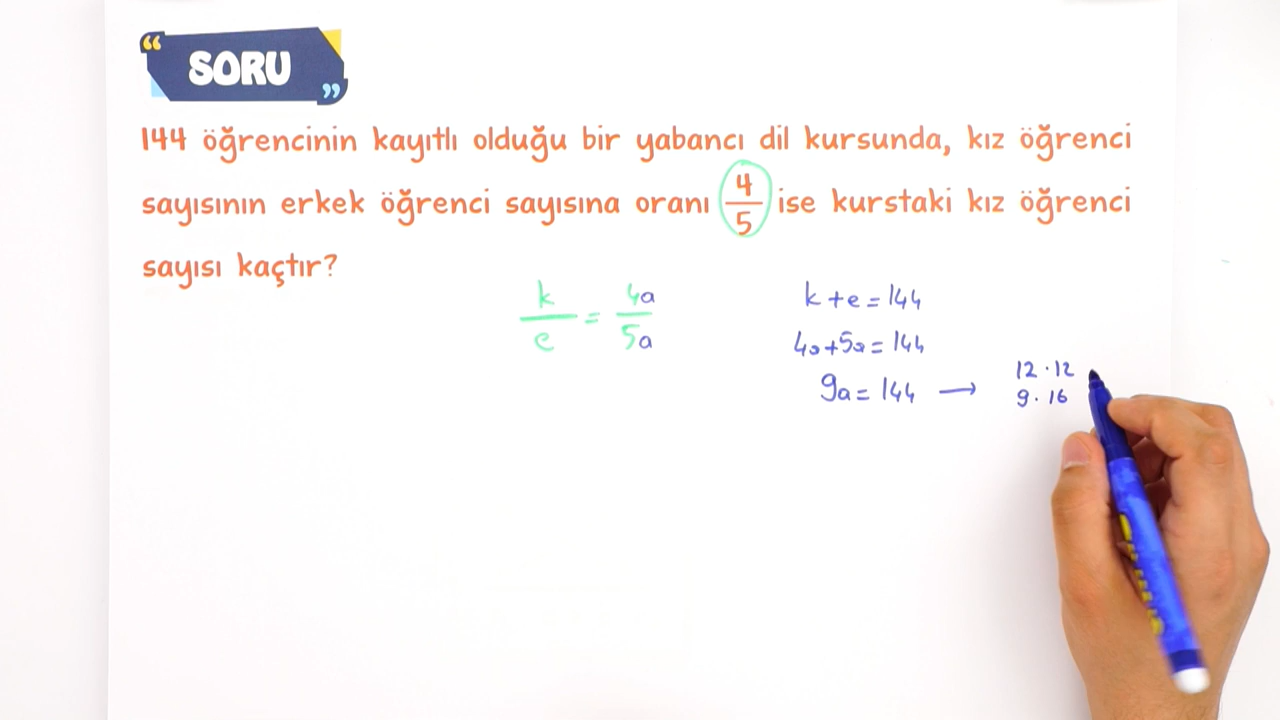 “ SORU ”
144 öğrencinin kayıtlı olduğu bir yabancı dil kursunda, kız öğrenci
sayısının erkek öğrenci sayısına oranı 4/5 ise kurstaki kız öğrenci
sayısı kaçtır?
k/e = 4a/5a
k+e=144
4a+5a=144
9a=144 →
12·12
9·16